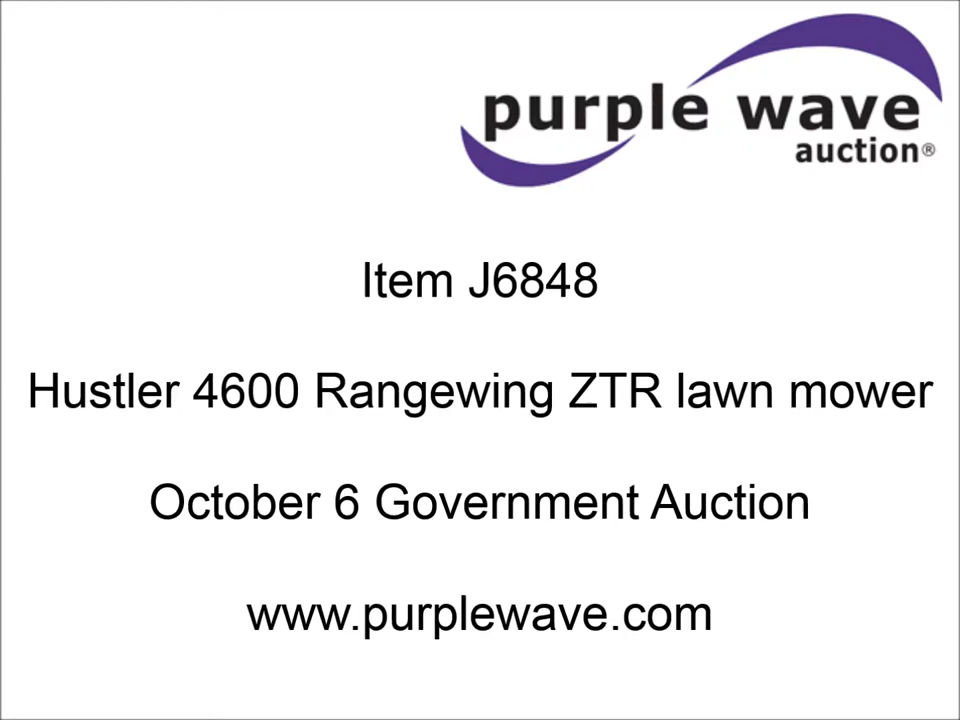 purple wave
auction®
Item J6848
Hustler 4600 Rangewing ZTR lawn mower
October 6 Government Auction
www.purplewave.com